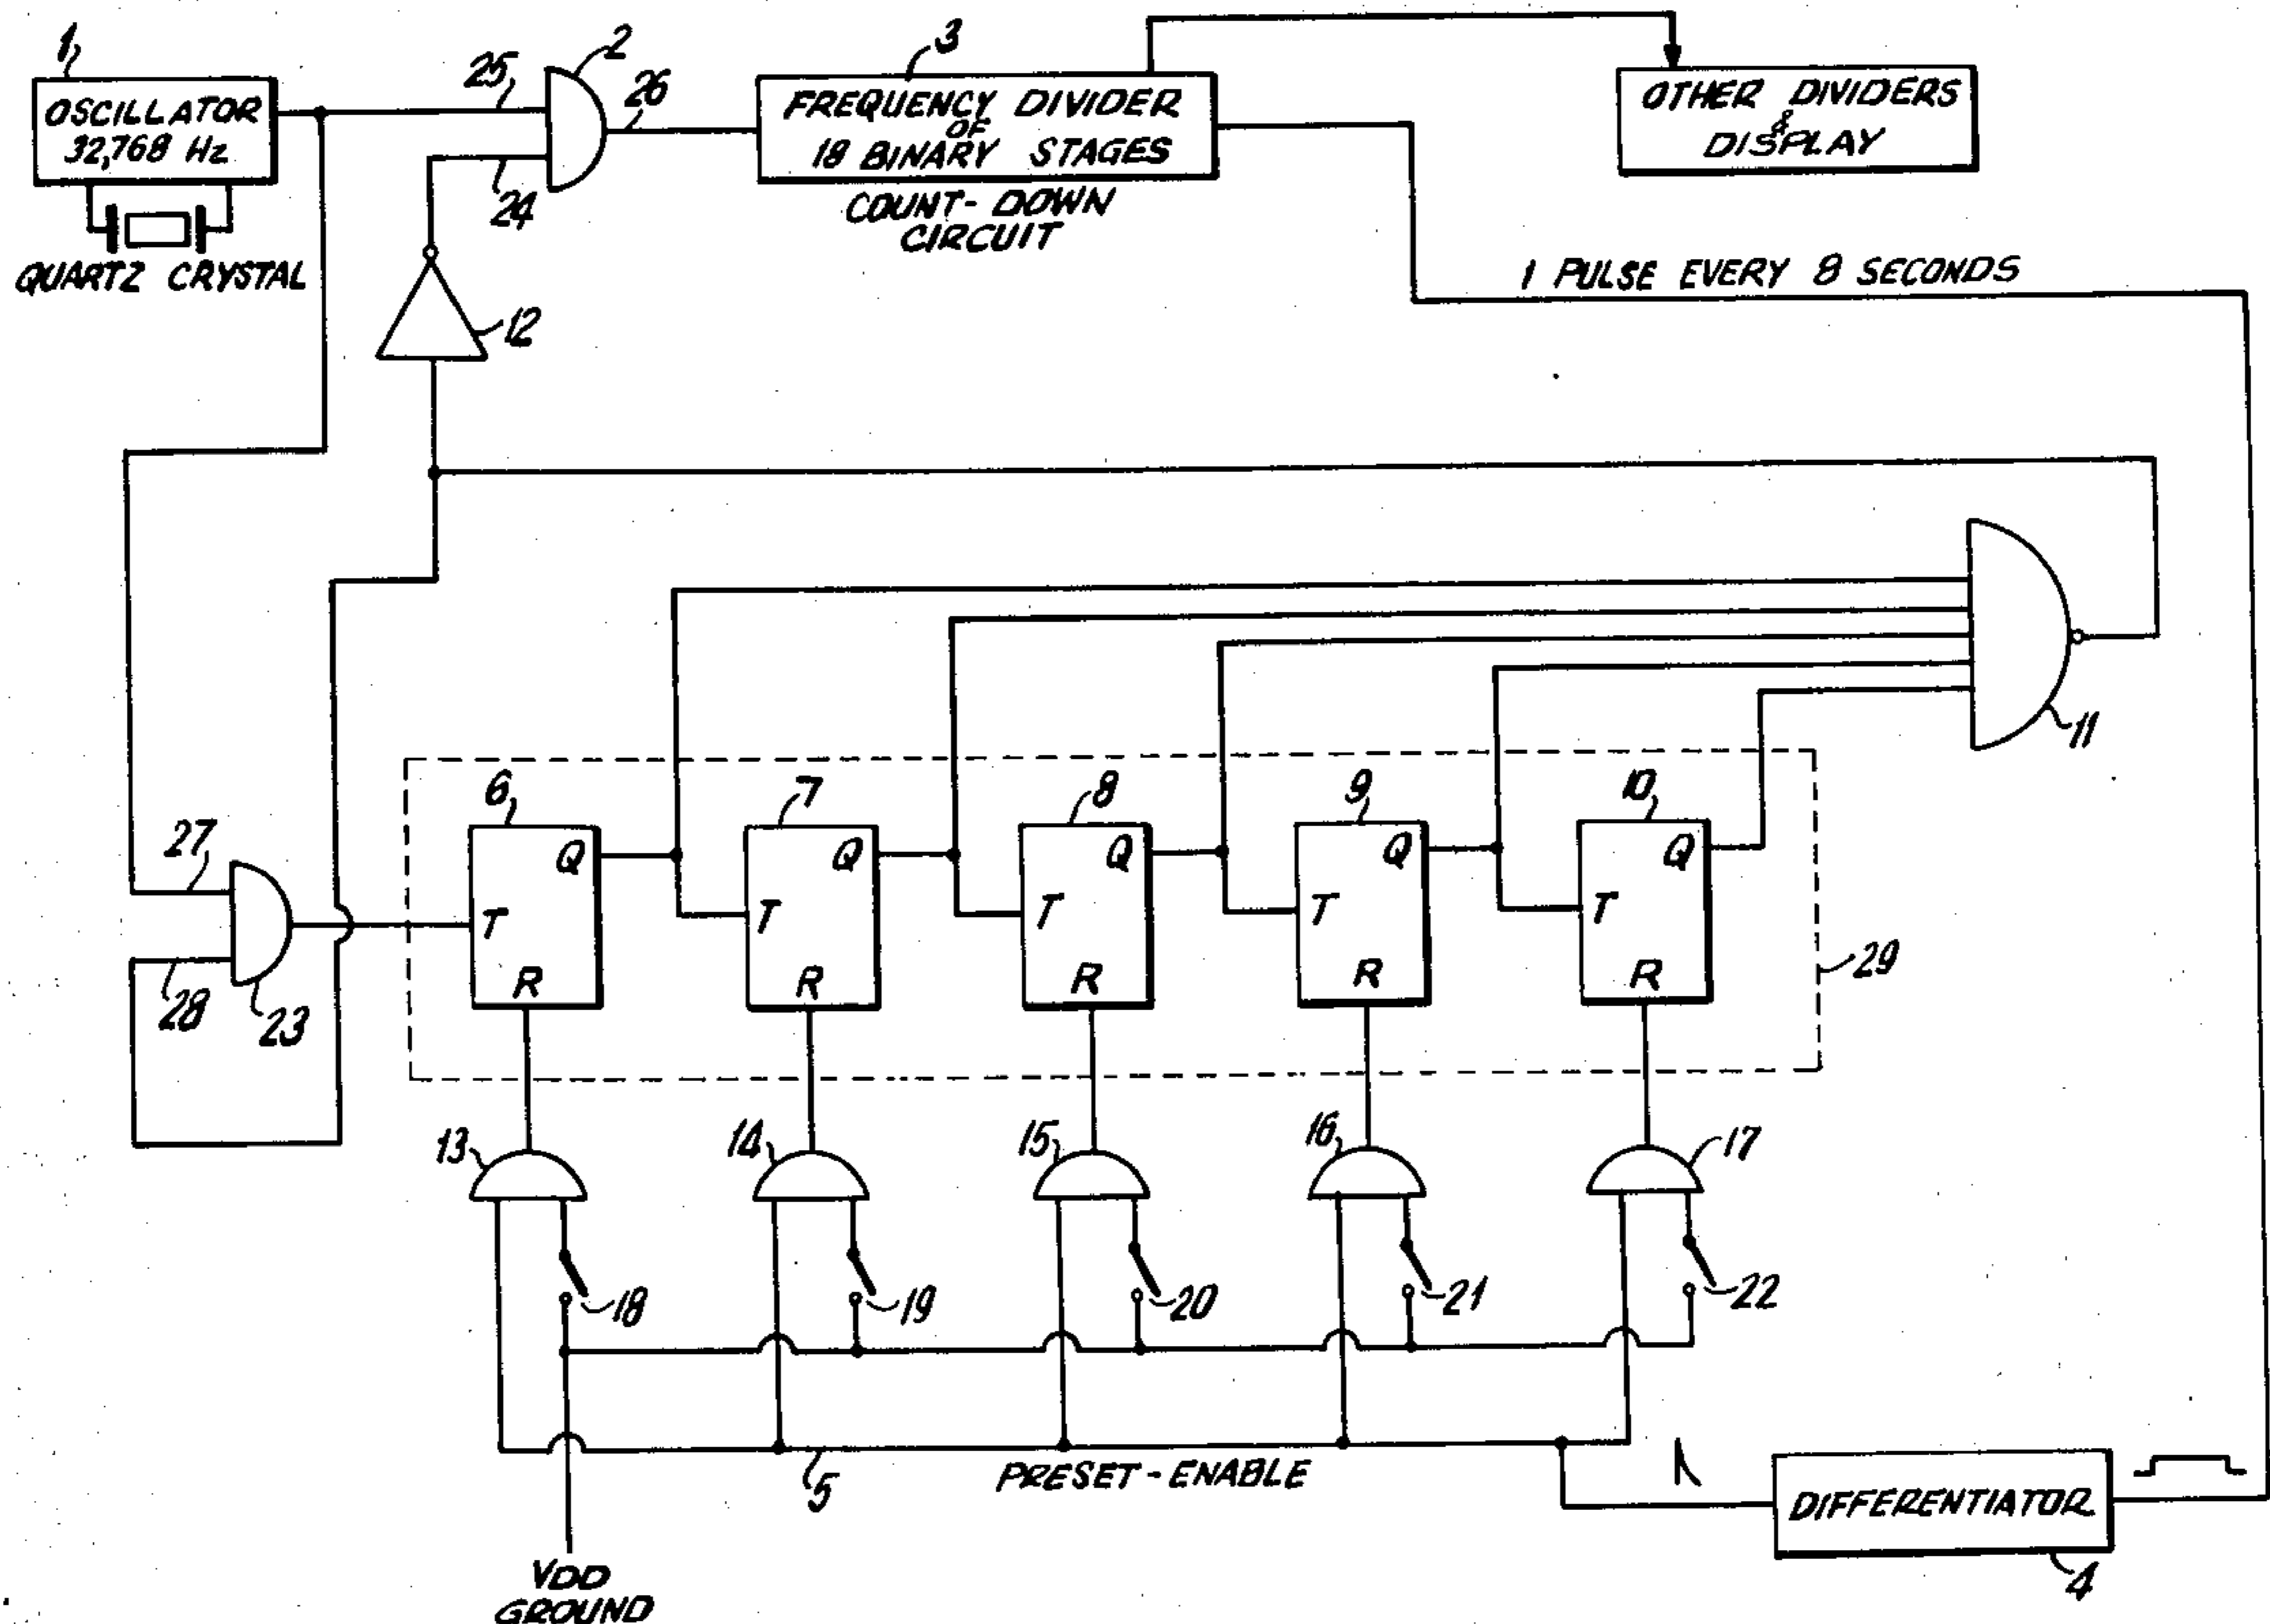 1
OSCILLATOR
32,768 Hz
QUARTZ CRYSTAL
25
2
26
24
12
3
FREQUENCY DIVIDER
OF
18 BINARY STAGES
COUNT-DOWN
CIRCUIT
OTHER DIVIDERS
&
DISPLAY
1 PULSE EVERY 8 SECONDS
11
27
28
23
6
Q
T
R
7
Q
T
R
8
Q
T
R
9
Q
T
R
10
Q
T
R
29
13
14
15
16
17
18
19
20
21
22
5
PRESET-ENABLE
DIFFERENTIATOR
4
VDD
GROUND